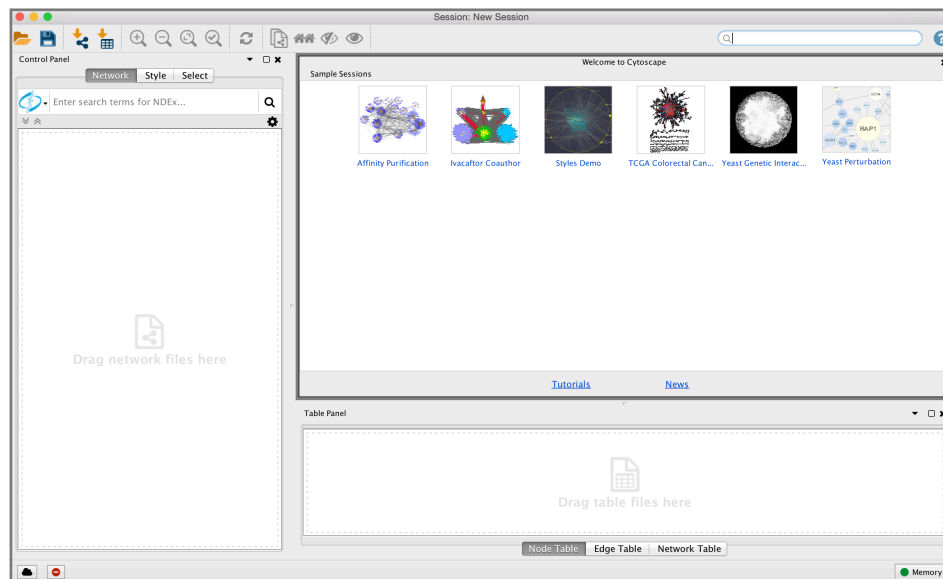 Session: New Session
Control Panel
Network Style Select
Enter search terms for NDEx...
Drag network files here
Welcome to Cytoscape
Sample Sessions
RAP1
Affinity Purification
Ivacaftor Coauthor
Styles Demo
TCGA Colorectal Can...
Yeast Genetic Interac...
Yeast Perturbation
Tutorials News
Table Panel
Drag table files here
Node Table Edge Table Network Table
Memory